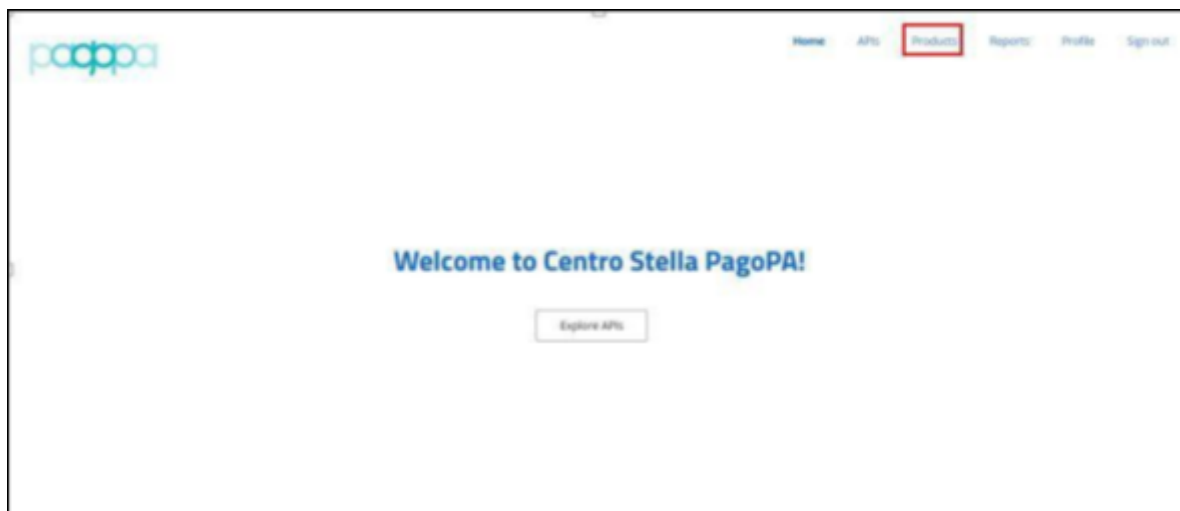 pagopa
Home APIs Products Reports Profile Sign out
Welcome to Centro Stella PagoPA!
Explore APIs